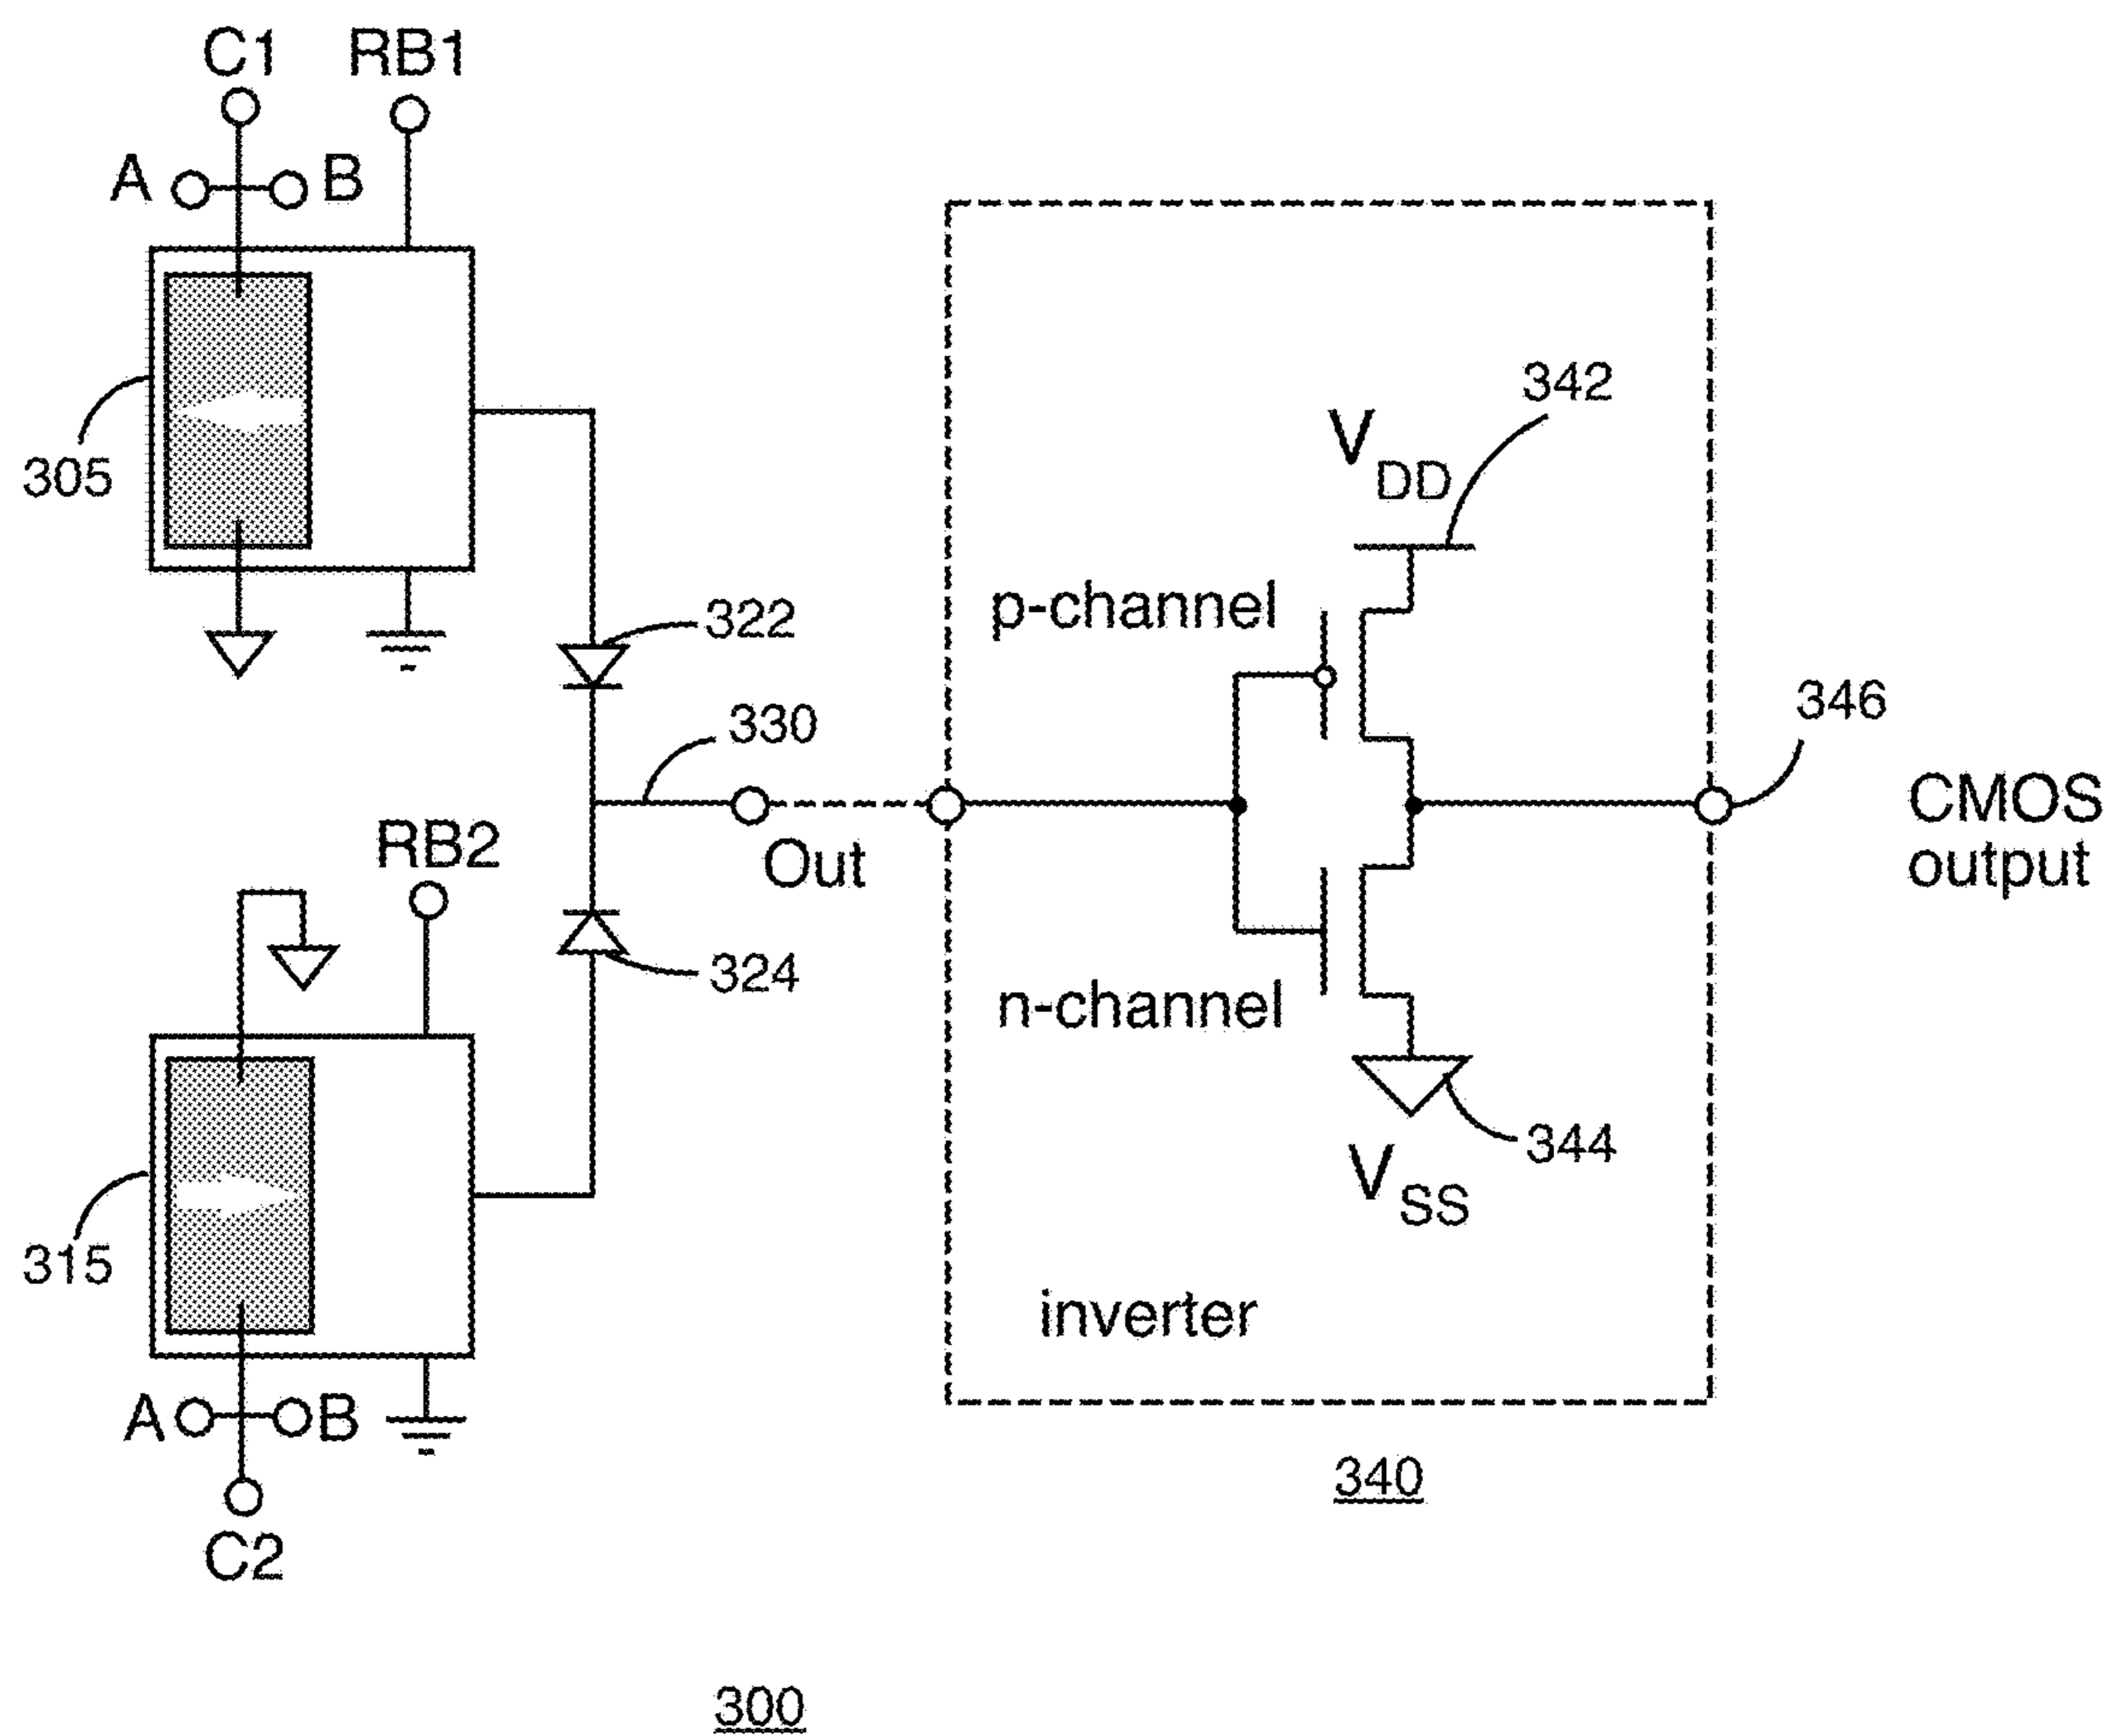 C1 RB1
A B
305
322
330
Out
RB2
324
315
A B
C2
342
V DD
p-channel
346
CMOS
output
n-channel
344
V SS
inverter
340
300